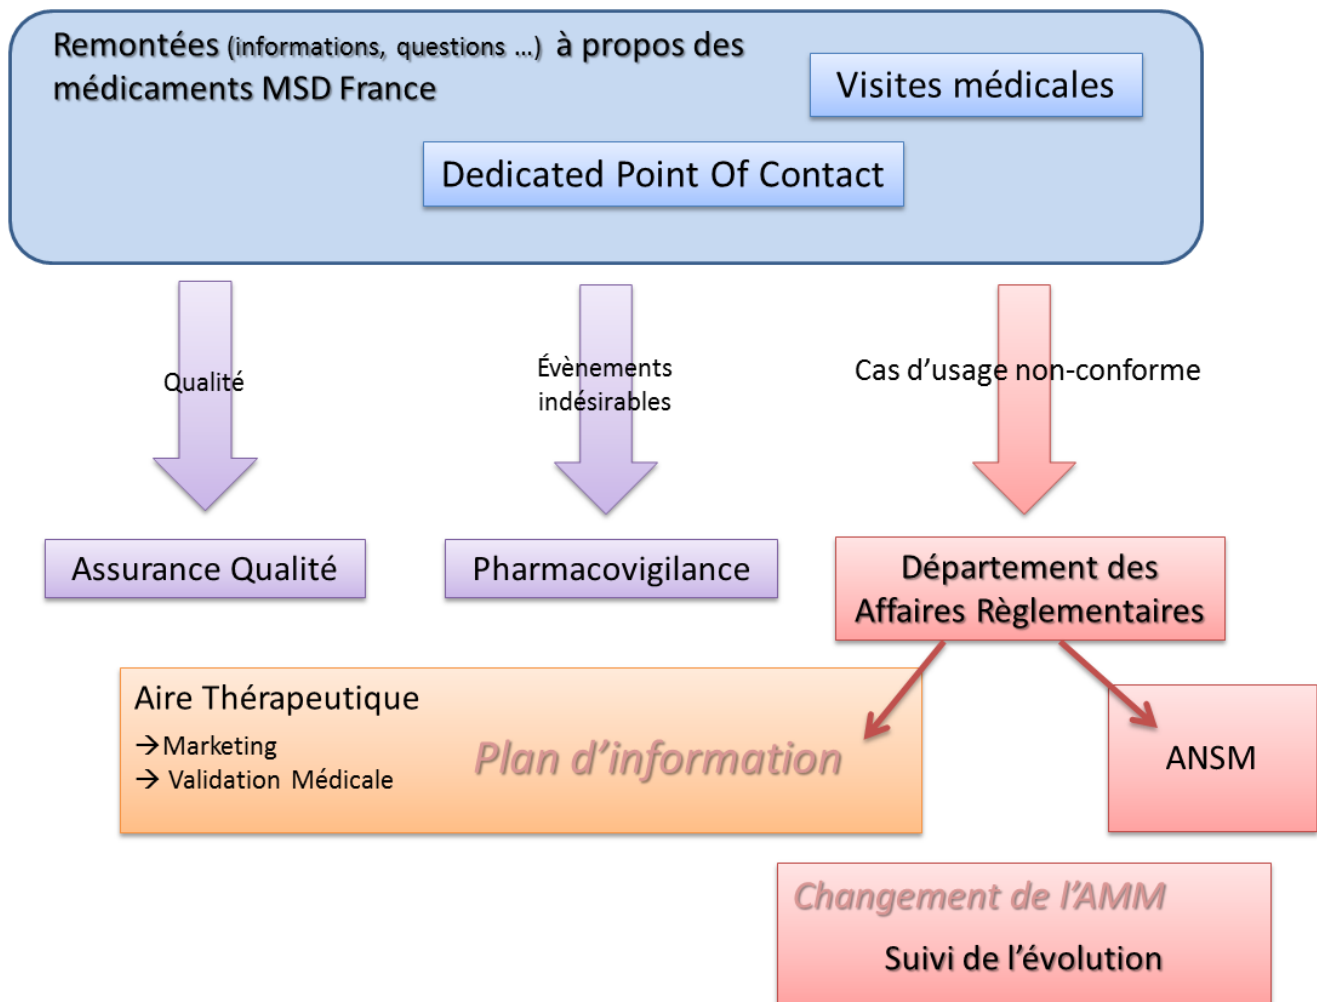 Remontées (informations, questions ...) à propos des
médicaments MSD France
Visites médicales
Dedicated Point Of Contact
Qualité
Évènements
indésirables
Cas d'usage non-conforme
Assurance Qualité
Pharmacovigilance
Département des
Affaires Règlementaires
Aire Thérapeutique
→Marketing
→ Validation Médicale
Plan d'information
ANSM
Changement de l'AMM
Suivi de l'évolution